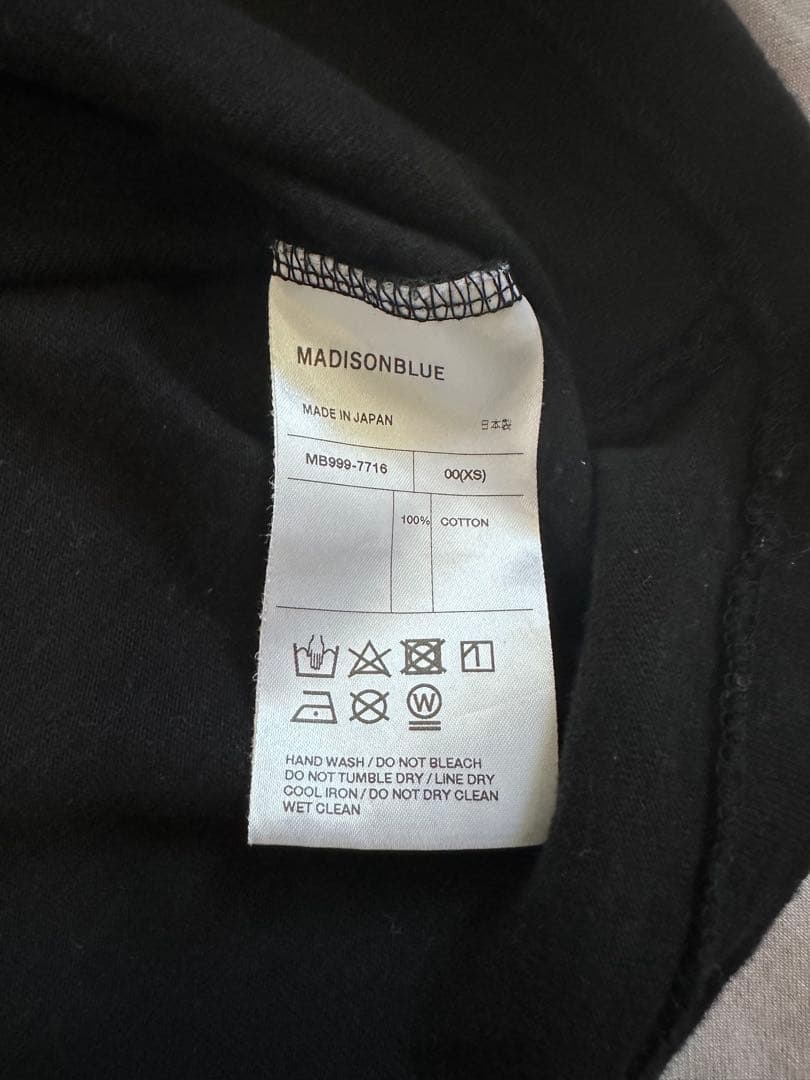 MADISONBLUE
MADE IN JAPAN 日本製
MB999-7716 00(XS)
100% COTTON
W
HAND WASH / DO NOT BLEACH
DO NOT TUMBLE DRY / LINE DRY
COOL IRON / DO NOT DRY CLEAN
WET CLEAN